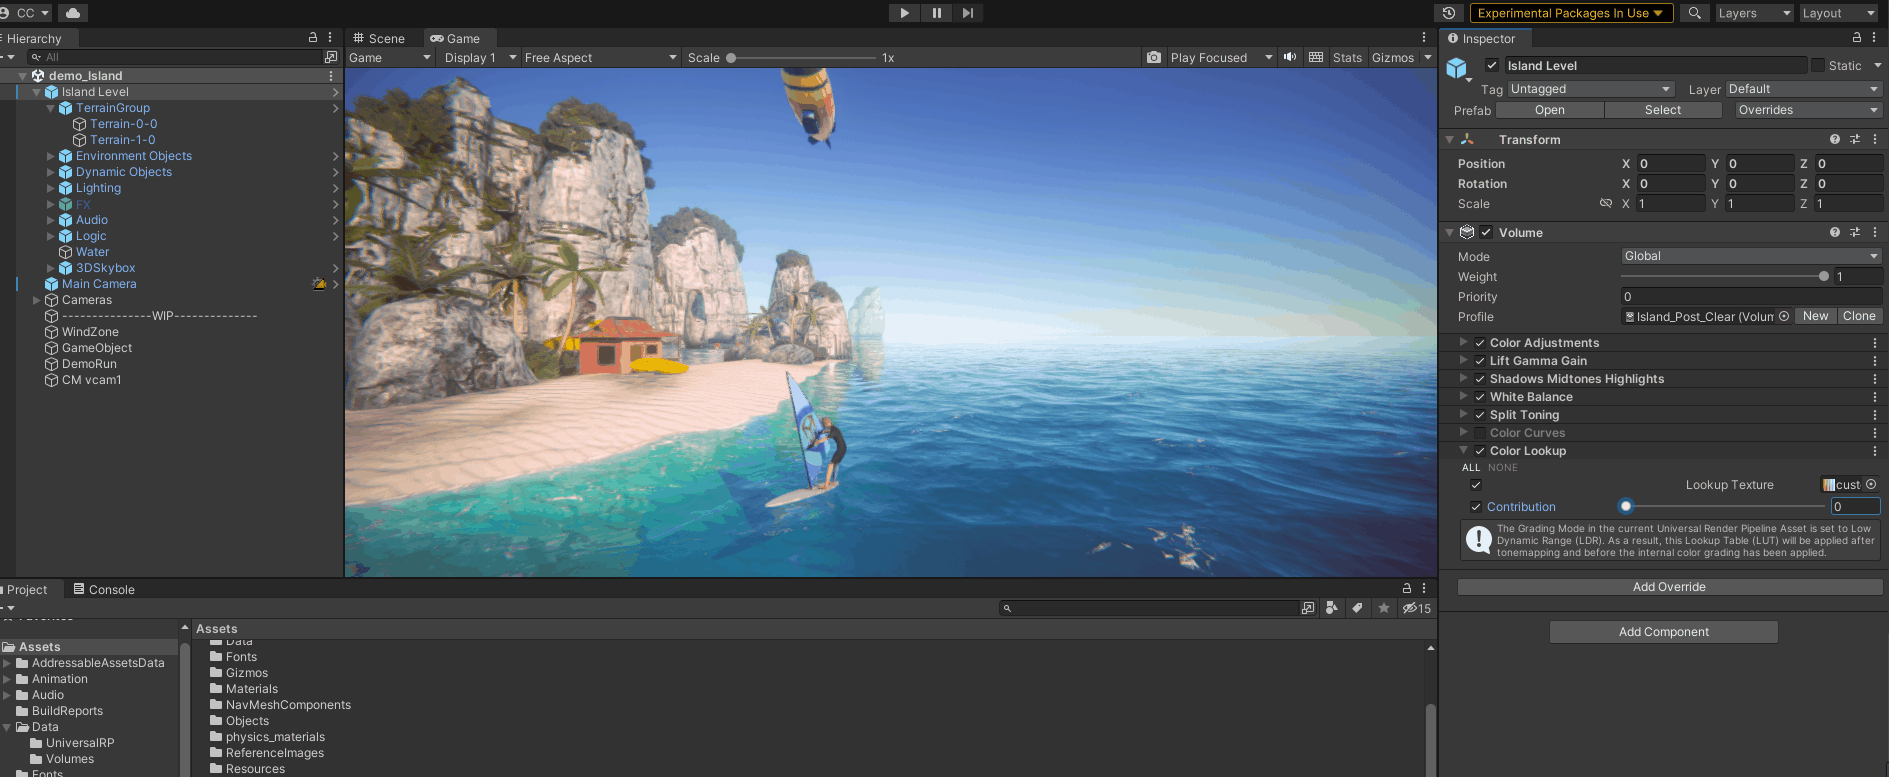 CC
Experimental Packages In Use
Layers
Layout
Hierarchy
All
demo_Island
Island Level
TerrainGroup
Terrain-0-0
Terrain-1-0
Environment Objects
Dynamic Objects
Lighting
FX
Audio
Logic
Water
3DSkybox
Main Camera
Cameras
---------------WIP--------------
WindZone
GameObject
DemoRun
CM vcam1
Scene
Game
Game
Display 1
Free Aspect
Scale
1x
Play Focused
Stats
Gizmos
Inspector
Island Level
Static
Tag
Untagged
Layer
Default
Prefab
Open
Select
Overrides
Transform
Position
X 0
Y 0
Z 0
Rotation
X 0
Y 0
Z 0
Scale
X 1
Y 1
Z 1
Volume
Mode
Global
Weight
1
Priority
0
Profile
Island_Post_Clear (Volum
New
Clone
Color Adjustments
Lift Gamma Gain
Shadows Midtones Highlights
White Balance
Split Toning
Color Curves
Color Lookup
ALL NONE
Lookup Texture
cust
Contribution
0
The Grading Mode in the current Universal Render Pipeline Asset is set to Low
Dynamic Range (LDR). As a result, this Lookup Table (LUT) will be applied after
tonemapping and before the internal color grading has been applied.
Add Override
Add Component
Project
Console
15
Favorites
Assets
AddressableAssetsData
Animation
Audio
BuildReports
Data
UniversalRP
Volumes
Fonts
Assets
Data
Fonts
Gizmos
Materials
NavMeshComponents
Objects
physics_materials
ReferenceImages
Resources